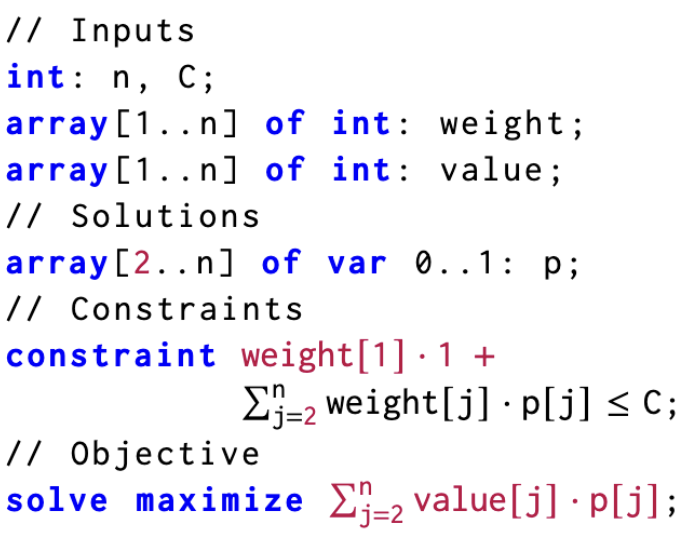 // Inputs
int: n, C;
array[1..n] of int: weight;
array[1..n] of int: value;
// Solutions
array[2..n] of var 0..1: p;
// Constraints
constraint weight[1]·1 +
∑ⁿⱼ₌₂ weight[j]·p[j] ≤ C;
// Objective
solve maximize ∑ⁿⱼ₌₂ value[j]·p[j];